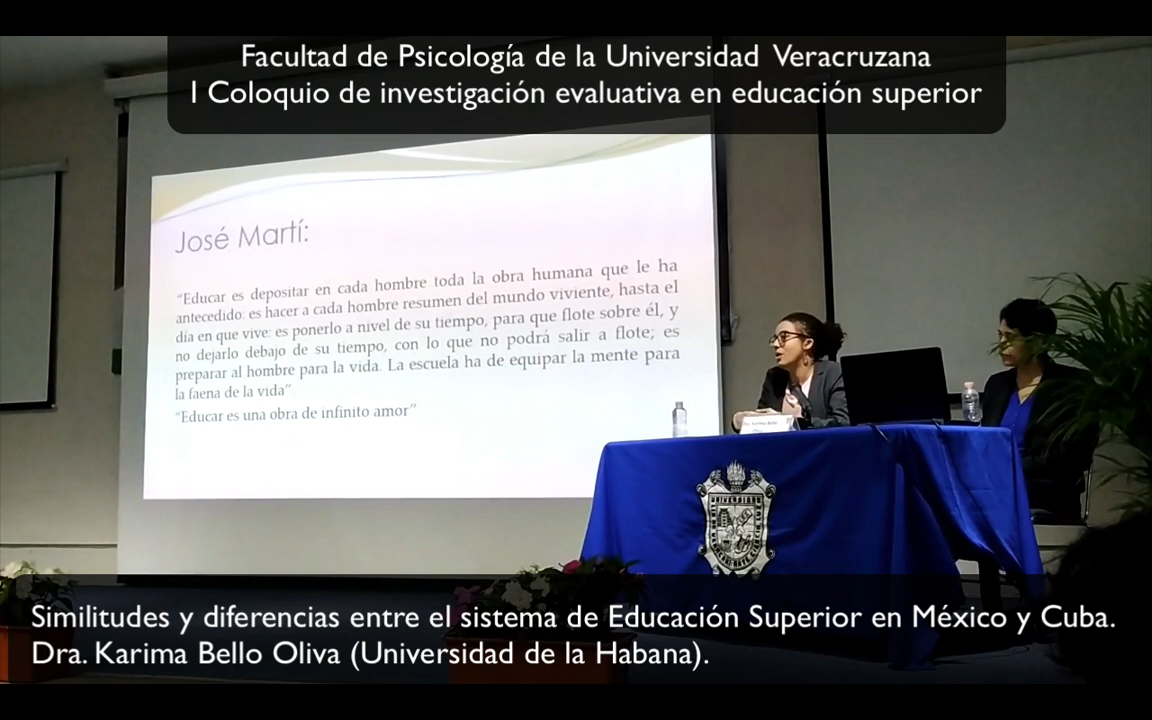 Facultad de Psicología de la Universidad Veracruzana
I Coloquio de investigación evaluativa en educación superior
José Martí:
“Educar es depositar en cada hombre toda la obra humana que le ha
antecedido: es hacer a cada hombre resumen del mundo viviente, hasta el
día en que vive: es ponerlo a nivel de su tiempo, para que flote sobre él, y
no dejarlo debajo de su tiempo, con lo que no podrá salir a flote; es
preparar al hombre para la vida. La escuela ha de equipar la mente para
la faena de la vida”.
“Educar es una obra de infinito amor”
Similitudes y diferencias entre el sistema de Educación Superior en México y Cuba.
Dra. Karima Bello Oliva (Universidad de la Habana).